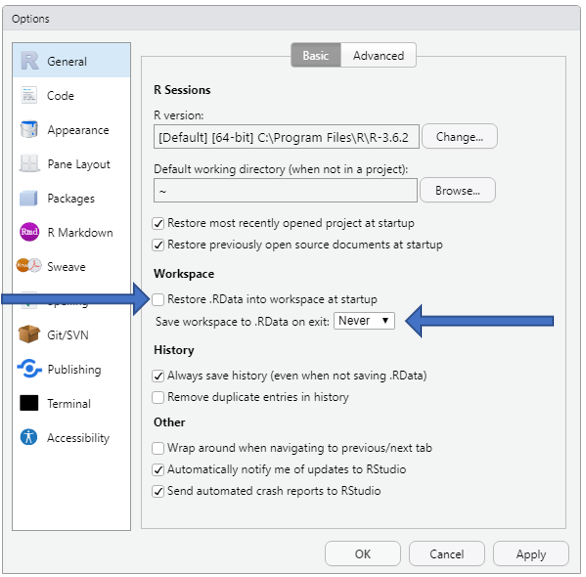 Options
General
Code
Appearance
Pane Layout
Packages
R Markdown
Sweave
Git/SVN
Publishing
Terminal
Accessibility
Basic
Advanced
R Sessions
R version:
[Default] [64-bit] C:\Program Files\R\R-3.6.2
Change...
Default working directory (when not in a project):
~
Browse...
Restore most recently opened project at startup
Restore previously open source documents at startup
Workspace
Restore .RData into workspace at startup
Save workspace to .RData on exit: Never
History
Always save history (even when not saving .RData)
Remove duplicate entries in history
Other
Wrap around when navigating to previous/next tab
Automatically notify me of updates to RStudio
Send automated crash reports to RStudio
OK
Cancel
Apply